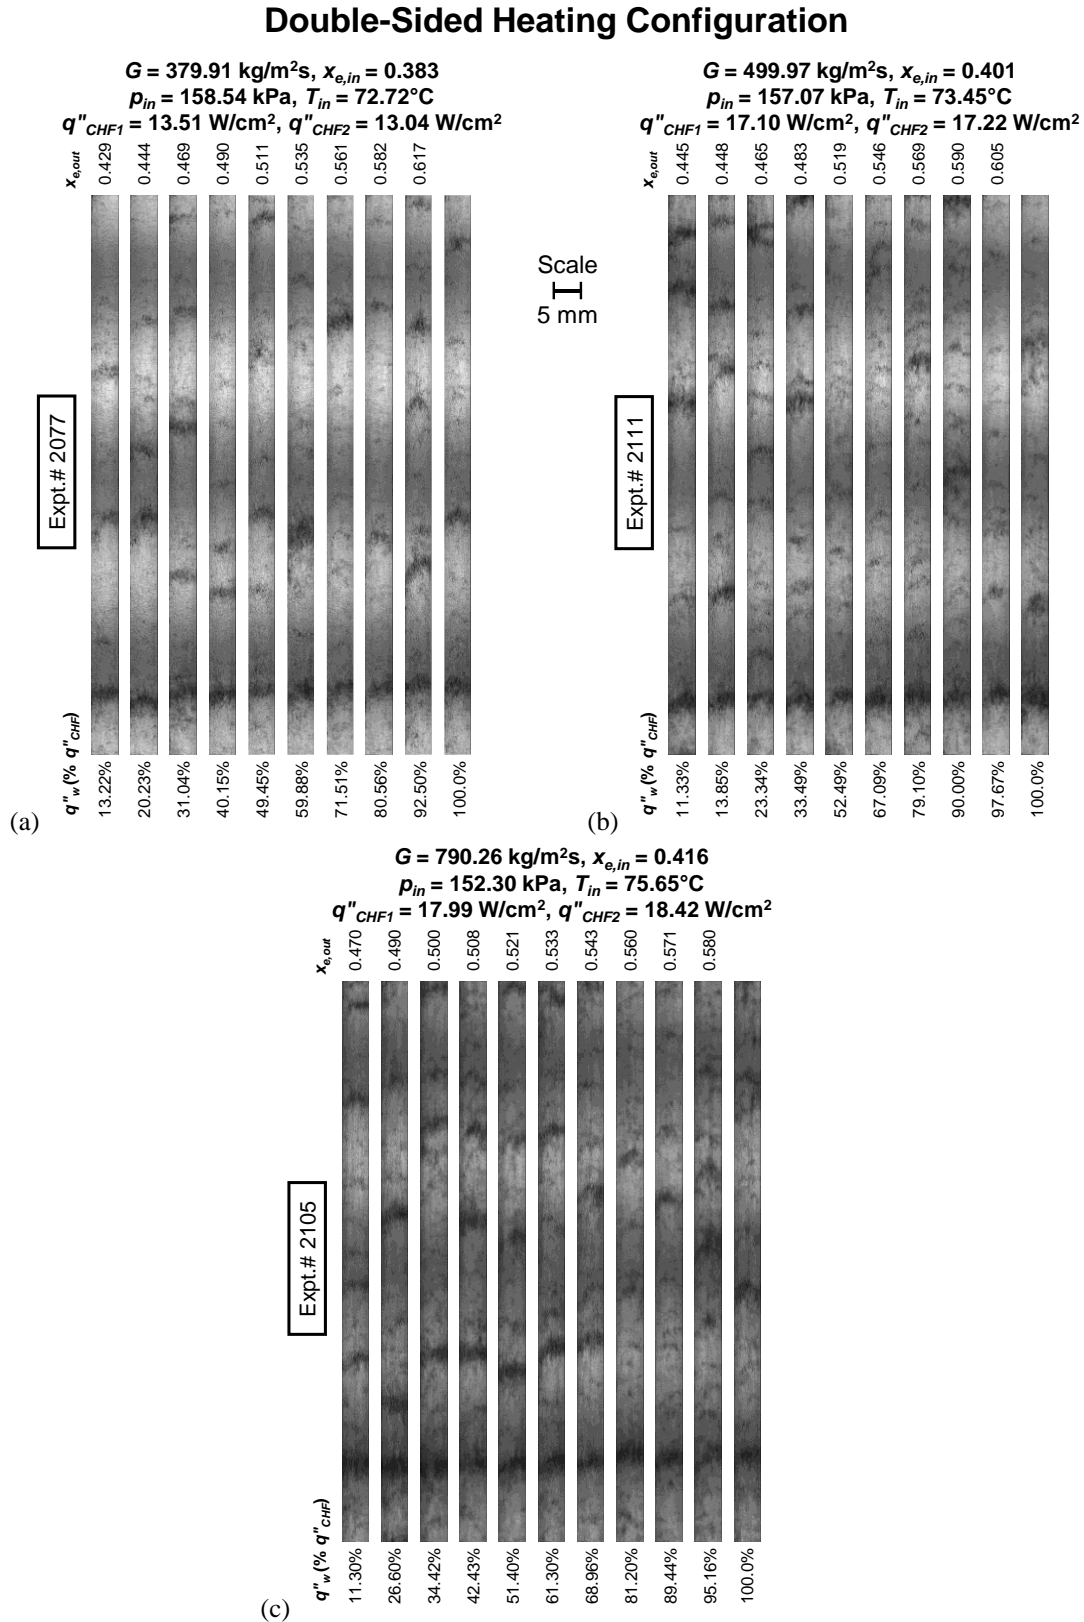 Double-Sided Heating Configuration
G = 379.91 kg/m²s, x_e,in = 0.383
p_in = 158.54 kPa, T_in = 72.72°C
q"_CHF1 = 13.51 W/cm², q"_CHF2 = 13.04 W/cm²
x_e,out 0.429 0.444 0.469 0.490 0.511 0.535 0.561 0.582 0.617
Expt.# 2077
q"_w (% q"_CHF) 13.22% 20.23% 31.04% 40.15% 49.45% 59.88% 71.51% 80.56% 92.50% 100.0%
(a)
Scale
5 mm
G = 499.97 kg/m²s, x_e,in = 0.401
p_in = 157.07 kPa, T_in = 73.45°C
q"_CHF1 = 17.10 W/cm², q"_CHF2 = 17.22 W/cm²
x_e,out 0.445 0.448 0.465 0.483 0.519 0.546 0.569 0.590 0.605
Expt.# 2111
q"_w (% q"_CHF) 11.33% 13.85% 23.34% 33.49% 52.49% 67.09% 79.10% 90.00% 97.67% 100.0%
(b)
G = 790.26 kg/m²s, x_e,in = 0.416
p_in = 152.30 kPa, T_in = 75.65°C
q"_CHF1 = 17.99 W/cm², q"_CHF2 = 18.42 W/cm²
x_e,out 0.470 0.490 0.500 0.508 0.521 0.533 0.543 0.560 0.571 0.580
Expt.# 2105
q"_w (% q"_CHF) 11.30% 26.60% 34.42% 42.43% 51.40% 61.30% 68.96% 81.20% 89.44% 95.16% 100.0%
(c)